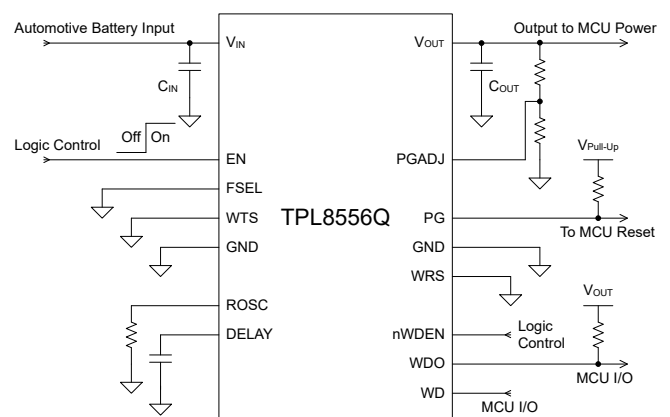 Automotive Battery Input
VIN
VOUT
Output to MCU Power
CIN
COUT
Off
On
Logic Control
EN
PGADJ
VPull-Up
FSEL
WTS
TPL8556Q
PG
To MCU Reset
GND
GND
WRS
VOUT
ROSC
DELAY
nWDEN
Logic
Control
WDO
MCU I/O
WD
MCU I/O